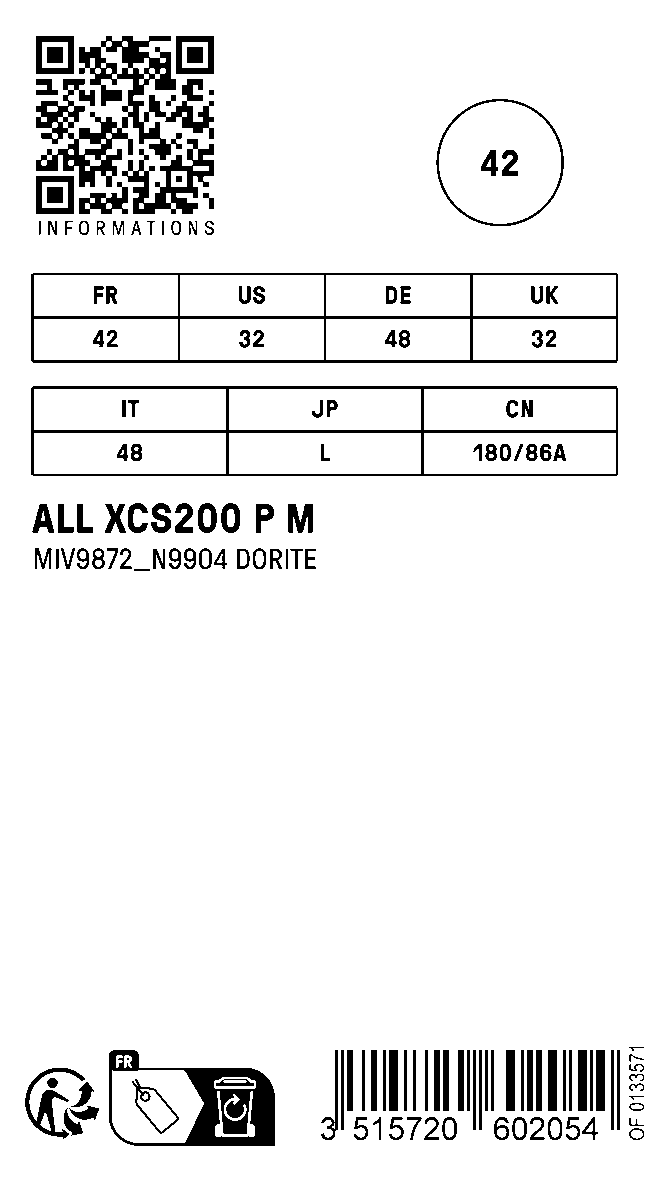 INFORMATIONS
42
FR US DE UK
42 32 48 32
IT JP CN
48 L 180/86A
ALL XCS200 P M
MIV9872_N9904 DORITE
FR
3 515720 602054
OF 0133571